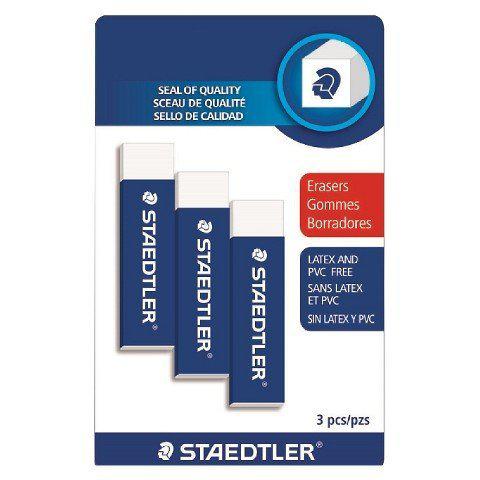 SEAL OF QUALITY
SCEAU DE QUALITÉ
SELLO DE CALIDAD
STAEDTLER®
STAEDTLER®
STAEDTLER®
Erasers
Gommes
Borradores
LATEX AND
PVC FREE
SANS LATEX
ET PVC
SIN LATEX Y PVC
3 pcs/pzs
STAEDTLER®